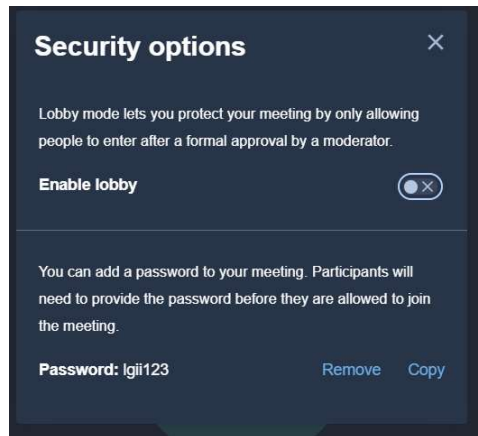 Security options
Lobby mode lets you protect your meeting by only allowing
people to enter after a formal approval by a moderator.
Enable lobby
You can add a password to your meeting. Participants will
need to provide the password before they are allowed to join
the meeting.
Password: lgii123 Remove Copy